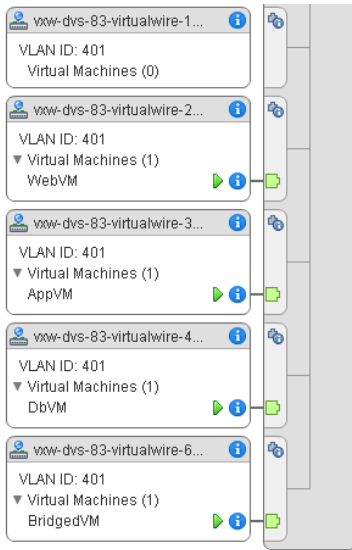 vxw-dvs-83-virtualwire-1...
VLAN ID: 401
Virtual Machines (0)
vxw-dvs-83-virtualwire-2...
VLAN ID: 401
Virtual Machines (1)
WebVM
vxw-dvs-83-virtualwire-3...
VLAN ID: 401
Virtual Machines (1)
AppVM
vxw-dvs-83-virtualwire-4...
VLAN ID: 401
Virtual Machines (1)
DbVM
vxw-dvs-83-virtualwire-6...
VLAN ID: 401
Virtual Machines (1)
BridgedVM